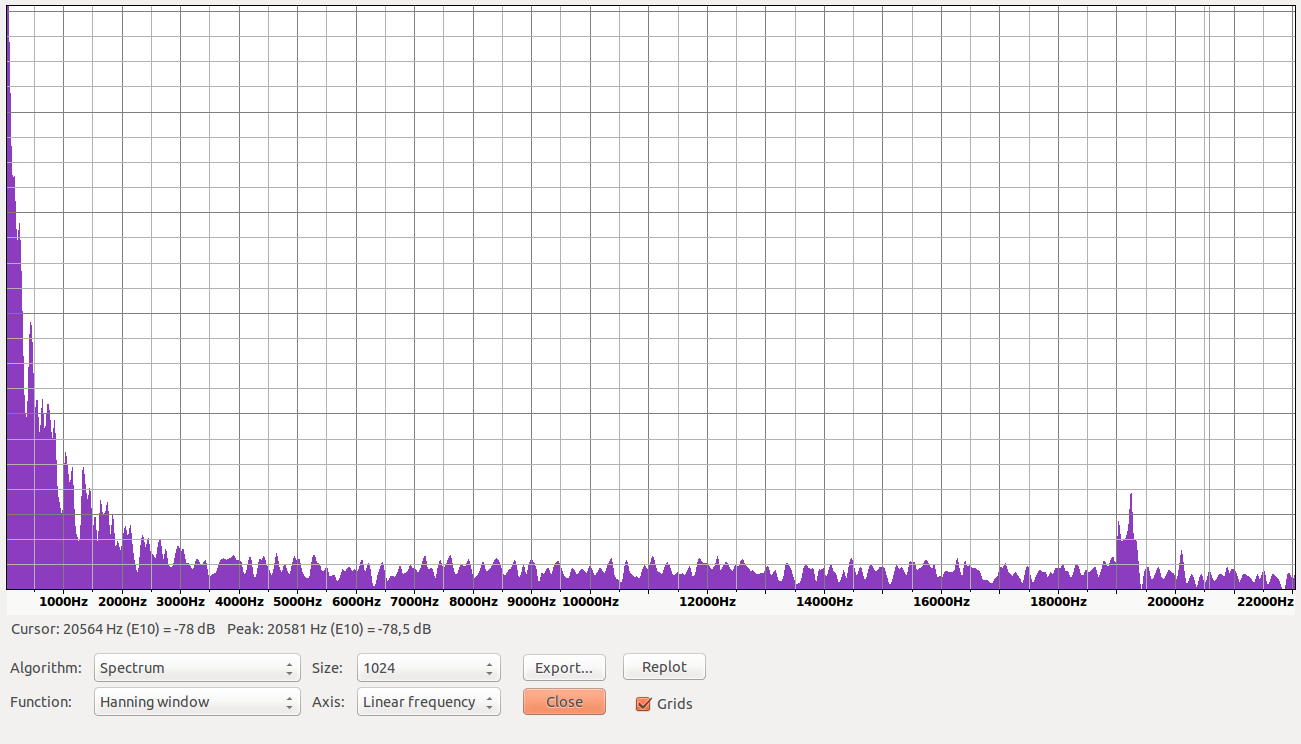 1000Hz 2000Hz 3000Hz 4000Hz 5000Hz 6000Hz 7000Hz 8000Hz 9000Hz 10000Hz 12000Hz 14000Hz 16000Hz 18000Hz 20000Hz 22000Hz
Cursor: 20564 Hz (E10) = -78 dB Peak: 20581 Hz (E10) = -78,5 dB
Algorithm: Spectrum Size: 1024 Export... Replot
Function: Hanning window Axis: Linear frequency Close Grids